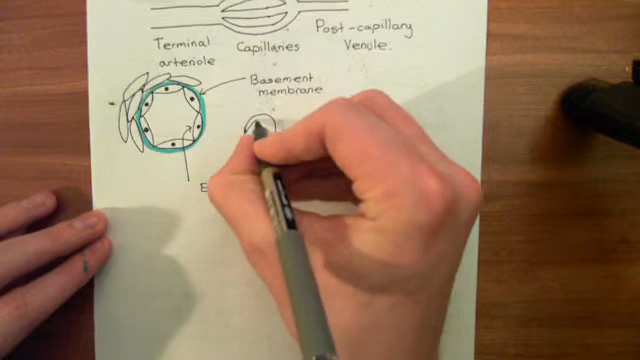 Terminal
arteriole
Capillaries
Post-capillary
Venule.
Basement
membrane
E